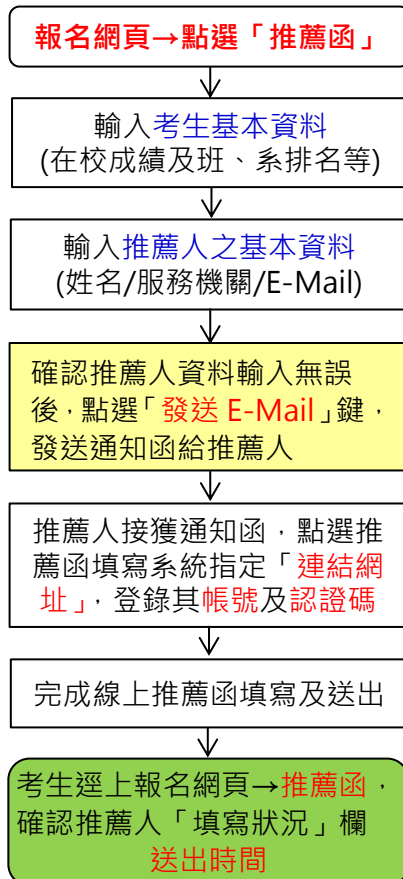 報名網頁→點選「推薦函」
輸入考生基本資料
(在校成績及班、系排名等)
輸入推薦人之基本資料
(姓名/服務機關/E-Mail)
確認推薦人資料輸入無誤
後，點選「發送 E-Mail」鍵，
發送通知函給推薦人
推薦人接獲通知函，點選推
薦函填寫系統指定「連結網
址」，登錄其帳號及認證碼
完成線上推薦函填寫及送出
考生逕上報名網頁→推薦函，
確認推薦人「填寫狀況」欄
送出時間